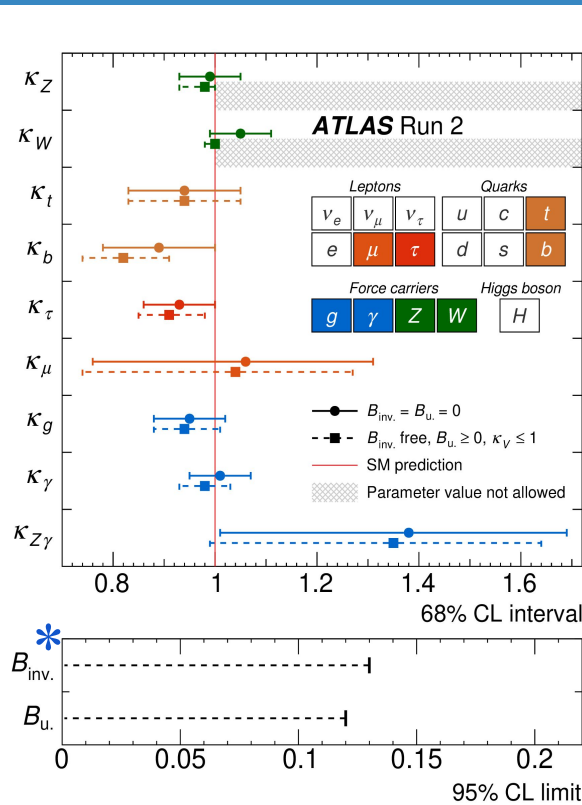 κZ
κW
ATLAS Run 2
κt
Leptons Quarks
νe νμ ντ u c t
e μ τ d s b
κb
κτ
Force carriers Higgs boson
g γ Z W H
κμ
κg
Binv. = Bu. = 0
Binv. free, Bu. ≥ 0, κV ≤ 1
SM prediction
κγ
Parameter value not allowed
κZγ
0.8 1 1.2 1.4 1.6
68% CL interval
*
Binv.
Bu.
0 0.05 0.1 0.15 0.2
95% CL limit